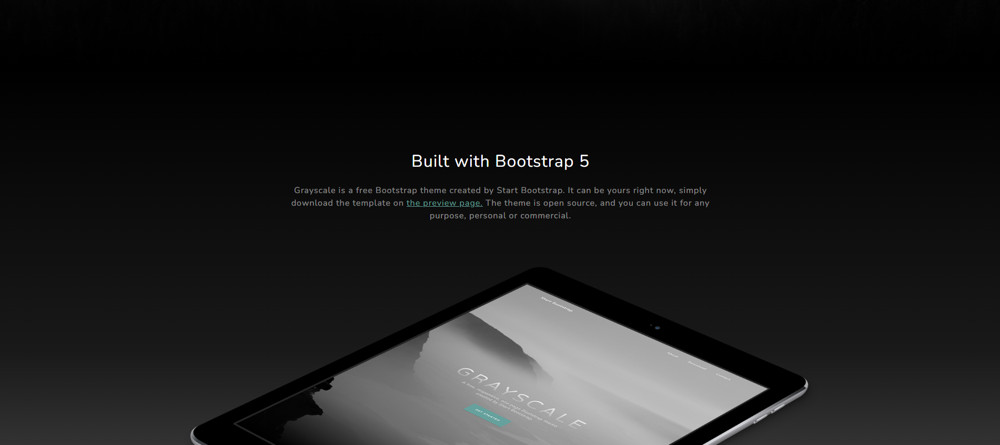 Built with Bootstrap 5
Grayscale is a free Bootstrap theme created by Start Bootstrap. It can be yours right now, simply
download the template on the preview page. The theme is open source, and you can use it for any
purpose, personal or commercial.
Start Bootstrap
About Download Contact
GRAYSCALE
A free, responsive, one page Bootstrap theme
created by Start Bootstrap.
GET STARTED